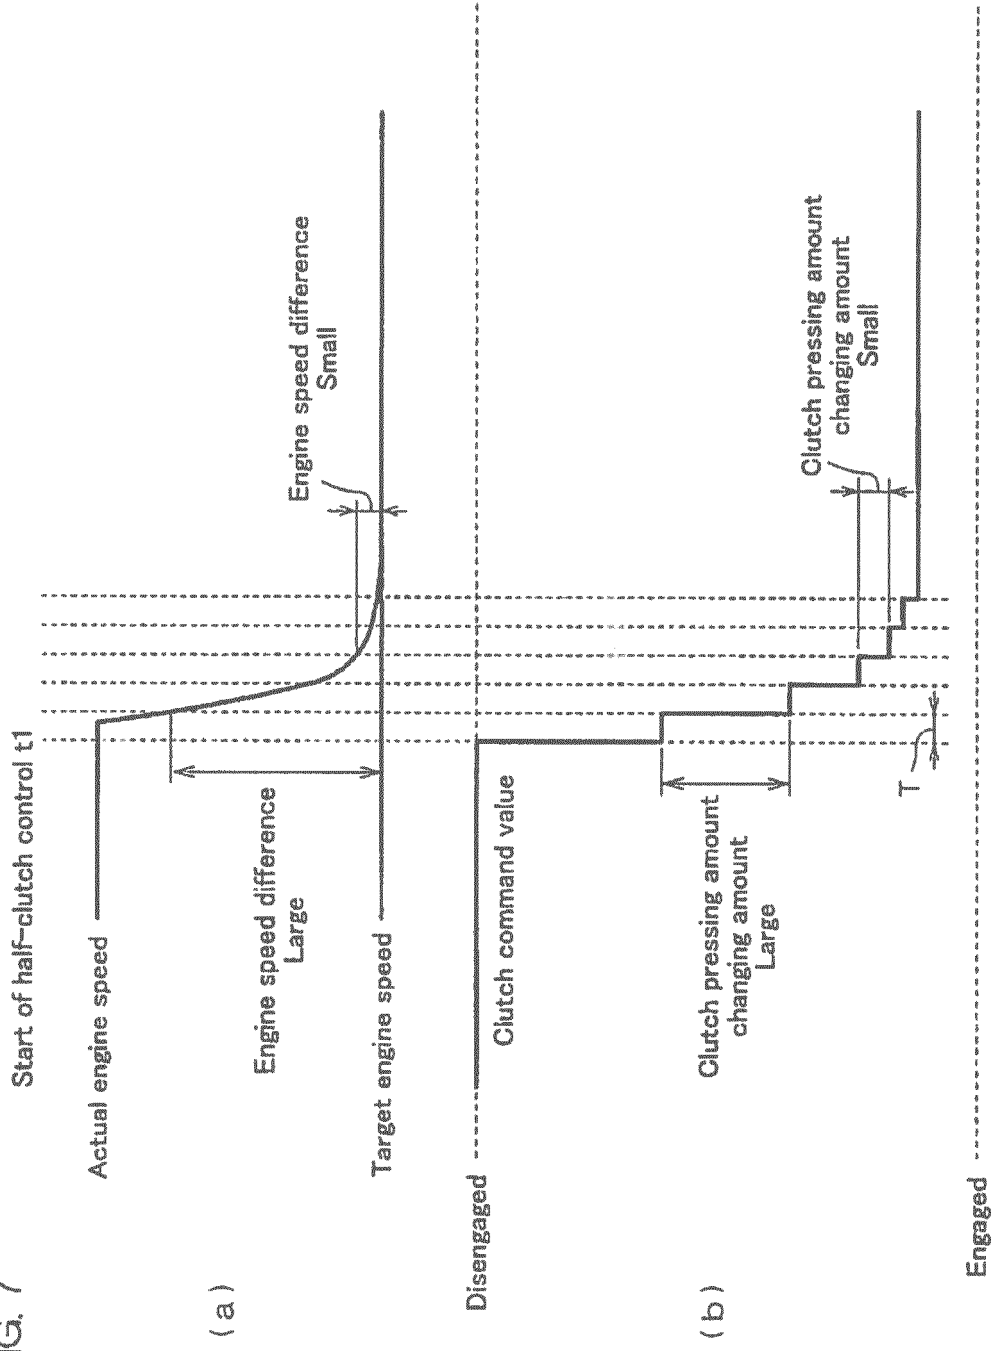 FIG. 7
Start of half-clutch control t1
Actual engine speed
(a)
Engine speed difference
Large
Engine speed difference
Small
Target engine speed
Disengaged
Clutch command value
(b)
Clutch pressing amount
changing amount
Large
Clutch pressing amount
changing amount
Small
T
Engaged